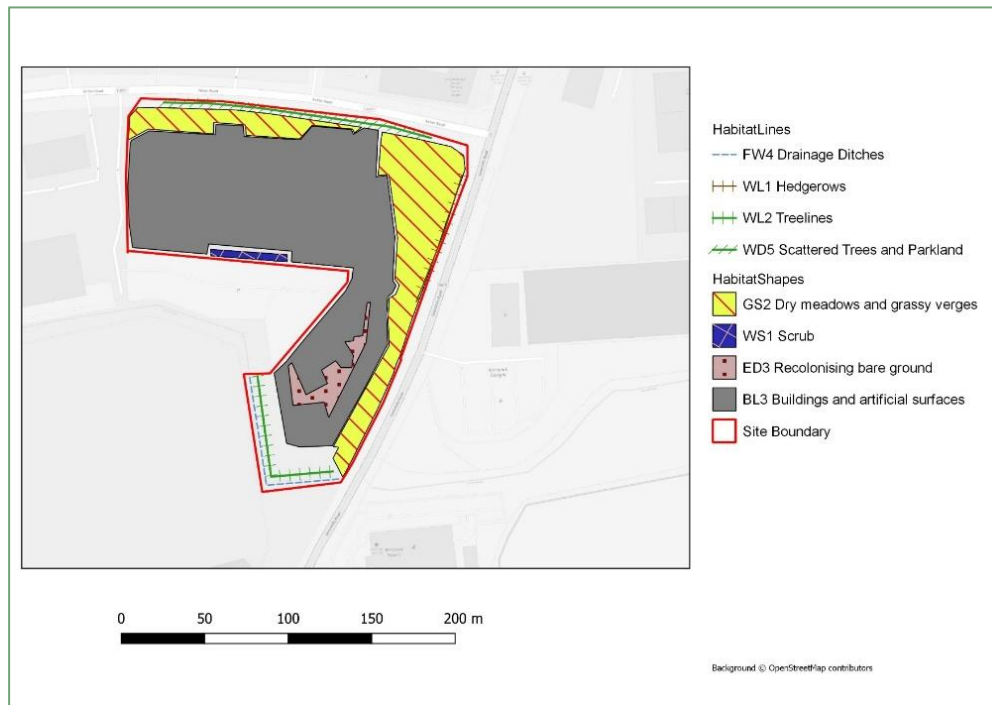 HabitatLines
FW4 Drainage Ditches
WL1 Hedgerows
WL2 Treelines
WD5 Scattered Trees and Parkland
HabitatShapes
GS2 Dry meadows and grassy verges
WS1 Scrub
ED3 Recolonising bare ground
BL3 Buildings and artificial surfaces
Site Boundary
0 50 100 150 200 m
Background © OpenStreetMap contributors